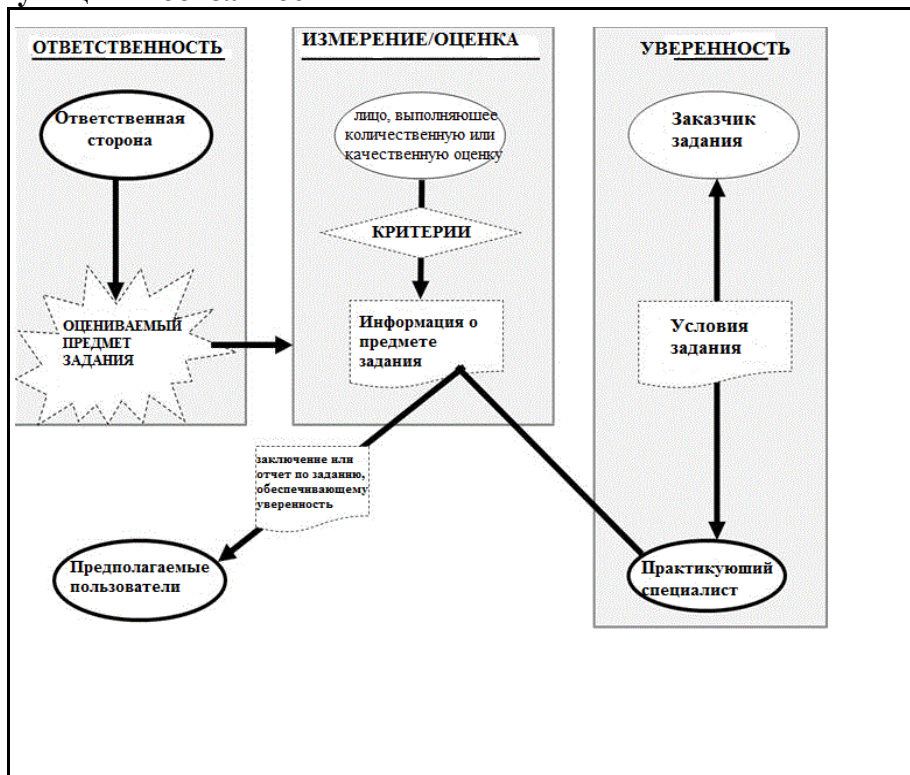 ОТВЕТСТВЕННОСТЬ
Ответственная
сторона
ОЦЕНИВАЕМЫЙ
ПРЕДМЕТ
ЗАДАНИЯ
ИЗМЕРЕНИЕ/ОЦЕНКА
лицо, выполняющее
количественную или
качественную оценку
КРИТЕРИИ
Информация о
предмете
задания
УВЕРЕННОСТЬ
Заказчик
задания
Условия
задания
заключение или
отчет по заданию,
обеспечивающему
уверенность
Предполагаемые
пользователи
Практикуюший
специалист